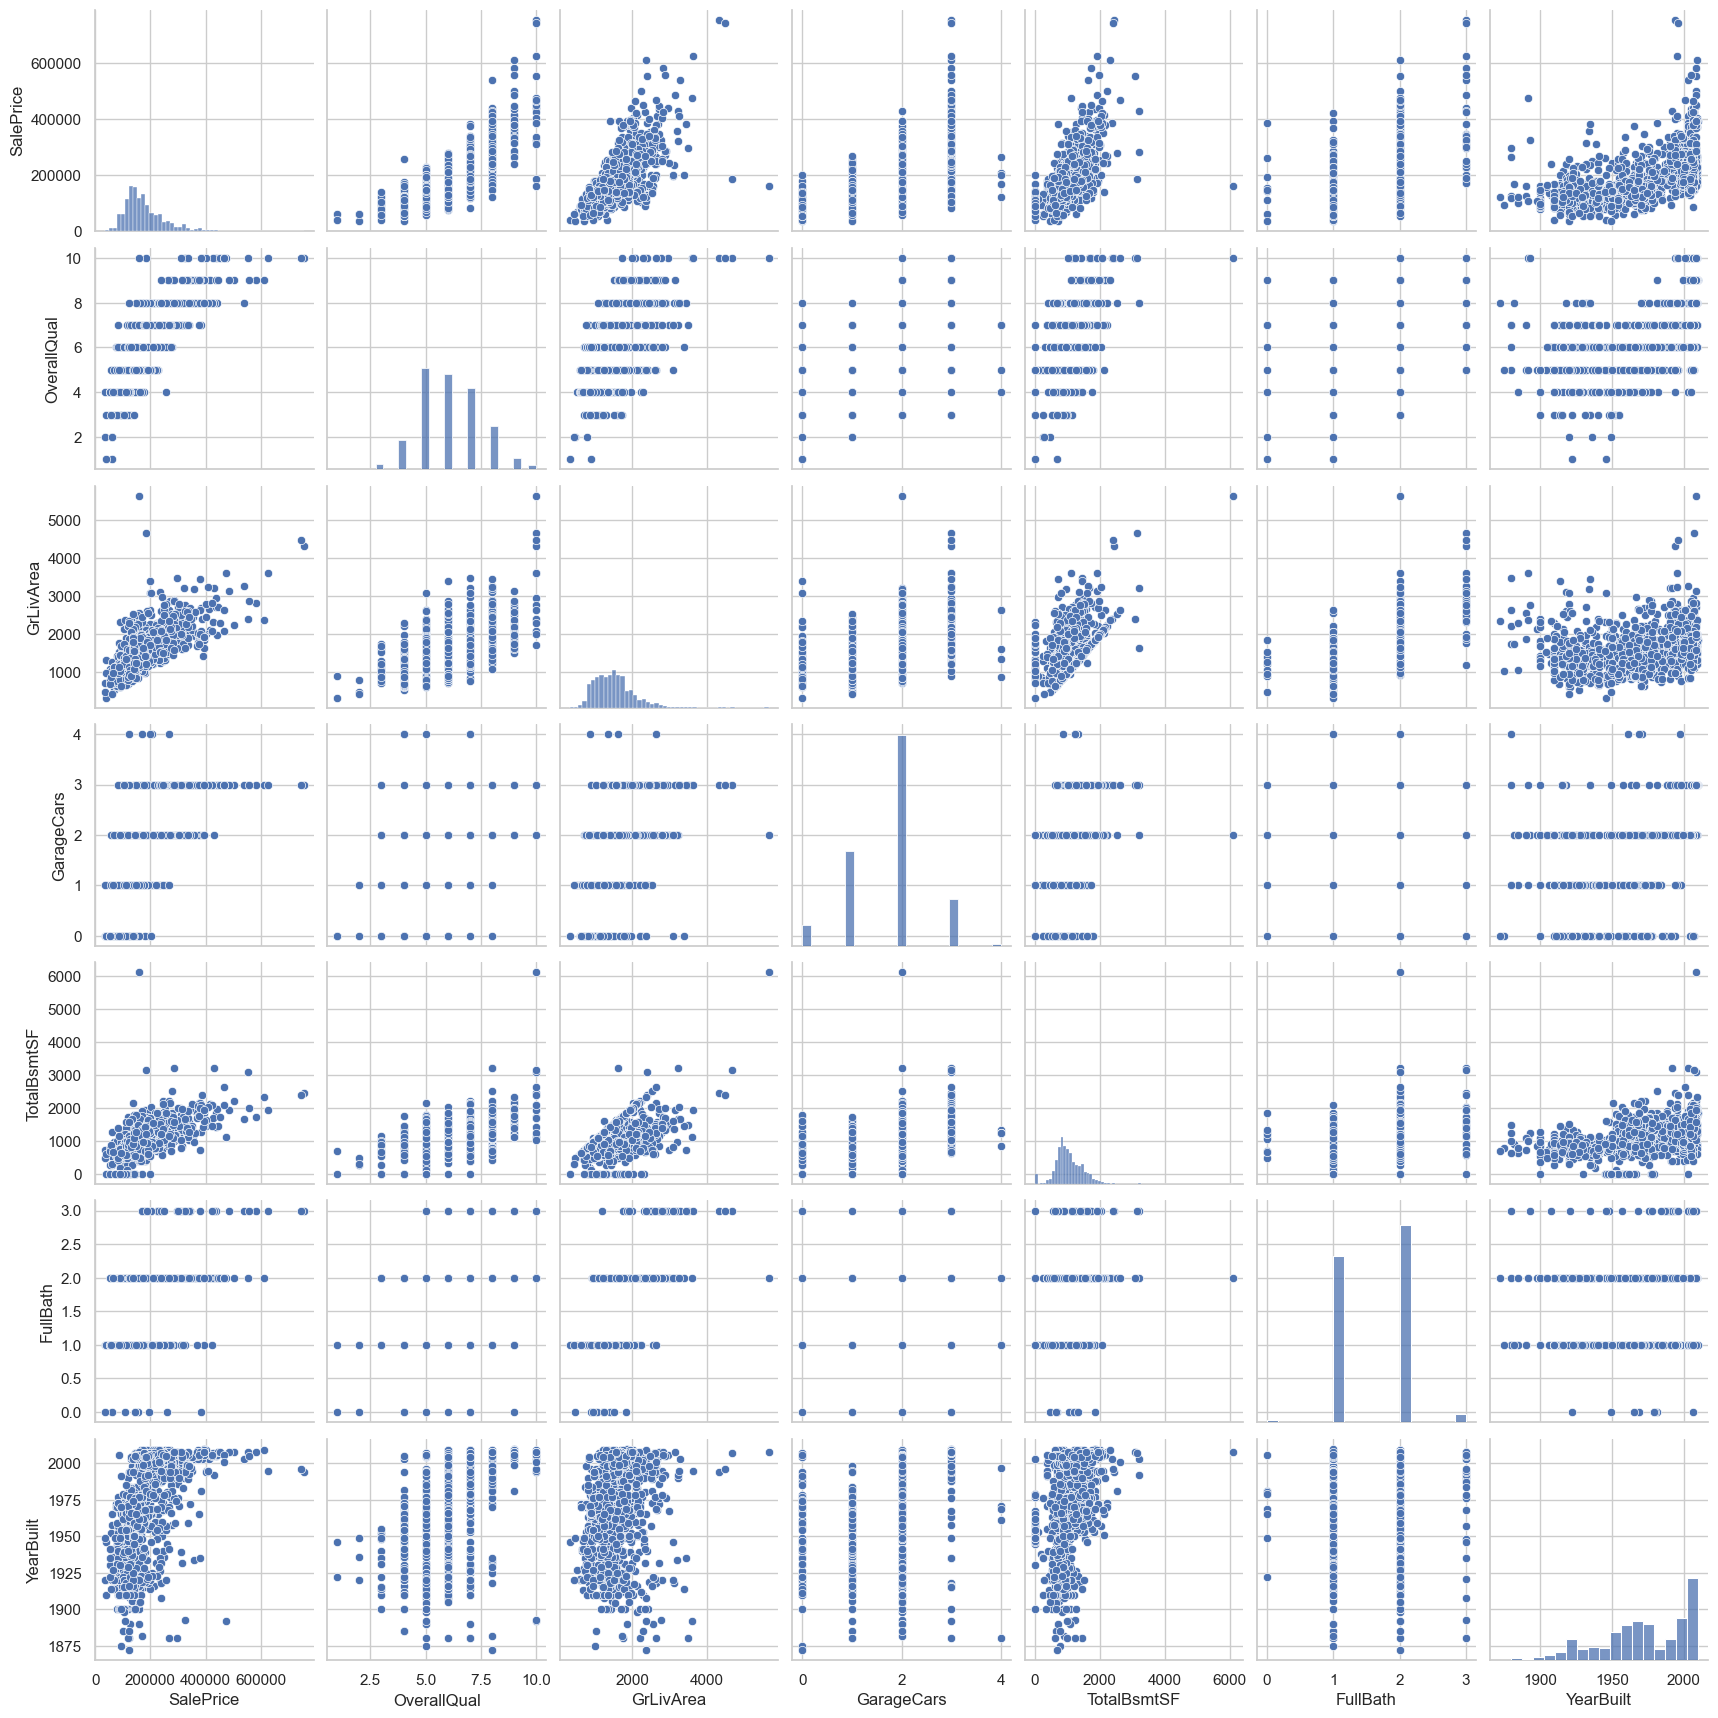 600000
400000
200000
0
SalePrice
10
8
6
4
2
OverallQual
5000
4000
3000
2000
1000
GrLivArea
4
3
2
1
0
GarageCars
6000
5000
4000
3000
2000
1000
0
TotalBsmtSF
3.0
2.5
2.0
1.5
1.0
0.5
0.0
FullBath
2000
1975
1950
1925
1900
1875
YearBuilt
0 200000 400000 600000
2.5 5.0 7.5 10.0
2000 4000
0 2 4
0 2000 4000 6000
0 1 2 3
1900 1950 2000
SalePrice
OverallQual
GrLivArea
GarageCars
TotalBsmtSF
FullBath
YearBuilt